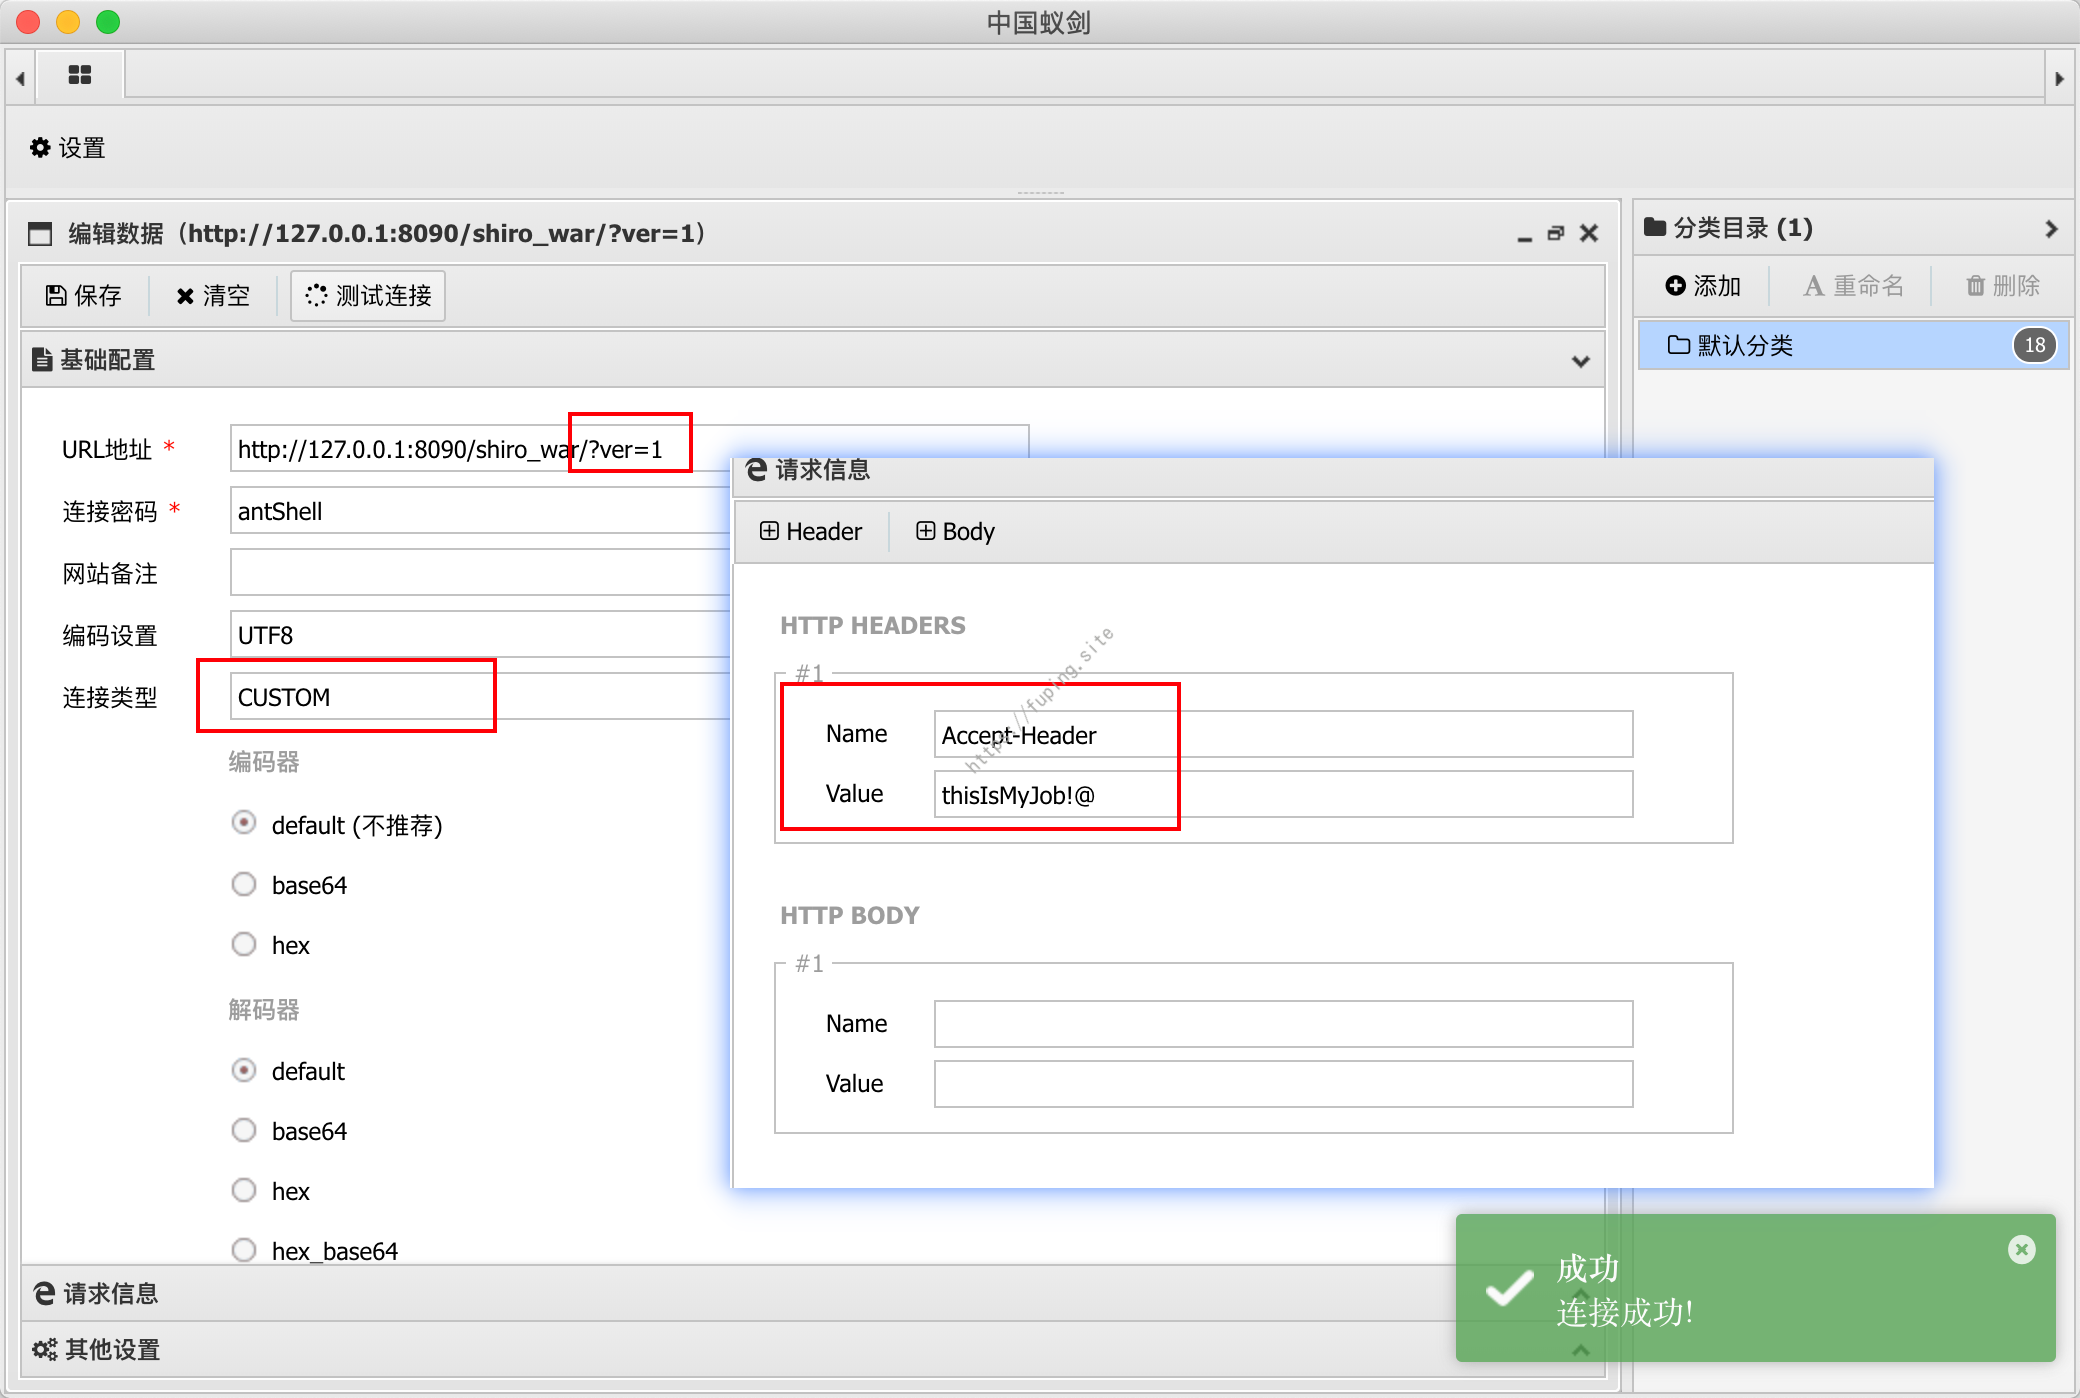 中国蚁剑
设置
编辑数据（http://127.0.0.1:8090/shiro_war/?ver=1）
保存
清空
测试连接
基础配置
URL地址 *
http://127.0.0.1:8090/shiro_war/?ver=1
连接密码 *
antShell
网站备注
编码设置
UTF8
连接类型
CUSTOM
编码器
default (不推荐)
base64
hex
解码器
default
base64
hex
hex_base64
请求信息
其他设置
请求信息
Header
Body
HTTP HEADERS
#1
Name
Accept-Header
Value
thisIsMyJob!@
https://fuping.site
HTTP BODY
#1
Name
Value
分类目录 (1)
添加
重命名
删除
默认分类
18
成功
连接成功!